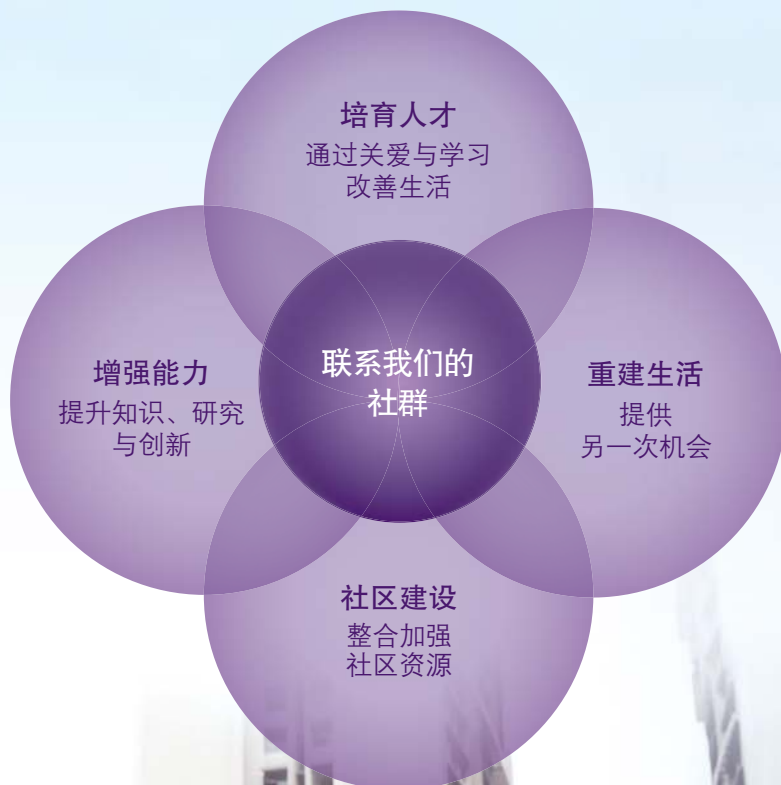 培育人才
通过关爱与学习
改善生活
增强能力
提升知识、研究
与创新
联系我们的
社群
重建生活
提供
另一次机会
社区建设
整合加强
社区资源